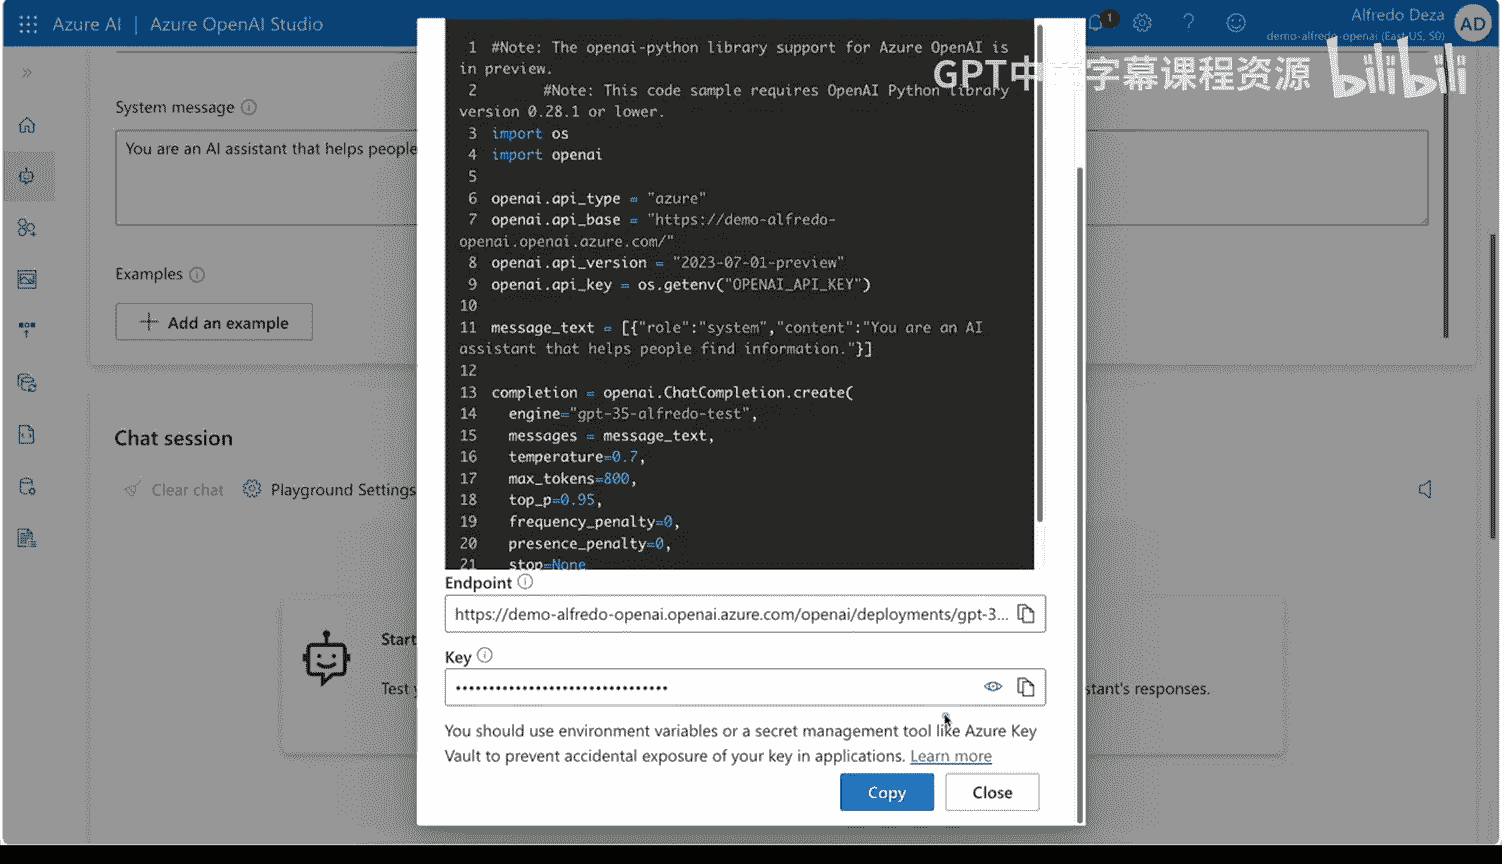 Azure AI | Azure OpenAI Studio
1
Alfredo Deza
demo-alfredo-openai (East US, S0)
AD
GPT中 字幕课程资源 bilibili
System message
You are an AI assistant that helps people
Examples
Add an example
Chat session
Clear chat
Playground Settings
Start
Test
stant's responses.
1 #Note: The openai-python library support for Azure OpenAI is
in preview.
2 #Note: This code sample requires OpenAI Python library
version 0.28.1 or lower.
3 import os
4 import openai
5
6 openai.api_type = "azure"
7 openai.api_base = "https://demo-alfredo-
openai.openai.azure.com/"
8 openai.api_version = "2023-07-01-preview"
9 openai.api_key = os.getenv("OPENAI_API_KEY")
10
11 message_text = [{"role":"system","content":"You are an AI
assistant that helps people find information."}]
12
13 completion = openai.ChatCompletion.create(
14 engine="gpt-35-alfredo-test",
15 messages = message_text,
16 temperature=0.7,
17 max_tokens=800,
18 top_p=0.95,
19 frequency_penalty=0,
20 presence_penalty=0,
21 stop=None
Endpoint
https://demo-alfredo-openai.openai.azure.com/openai/deployments/gpt-3...
Key
••••••••••••••••••••••••••••••••
You should use environment variables or a secret management tool like Azure Key
Vault to prevent accidental exposure of your key in applications. Learn more
Copy
Close